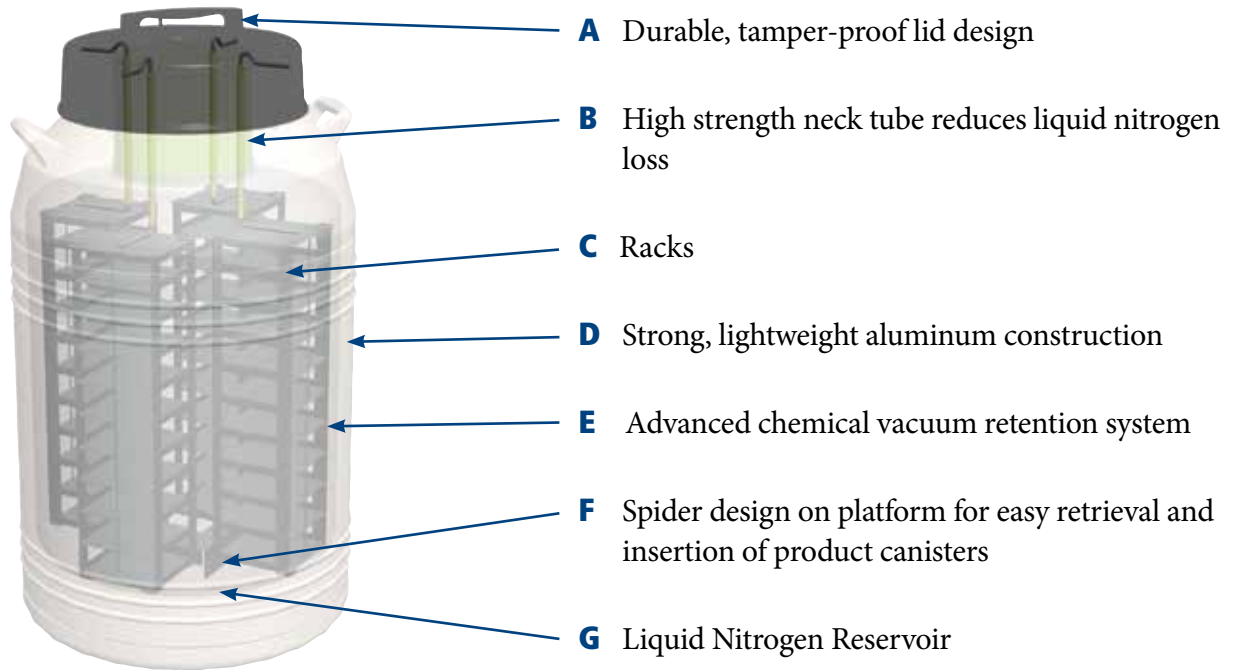 A Durable, tamper-proof lid design
B High strength neck tube reduces liquid nitrogen
loss
C Racks
D Strong, lightweight aluminum construction
E Advanced chemical vacuum retention system
F Spider design on platform for easy retrieval and
insertion of product canisters
G Liquid Nitrogen Reservoir